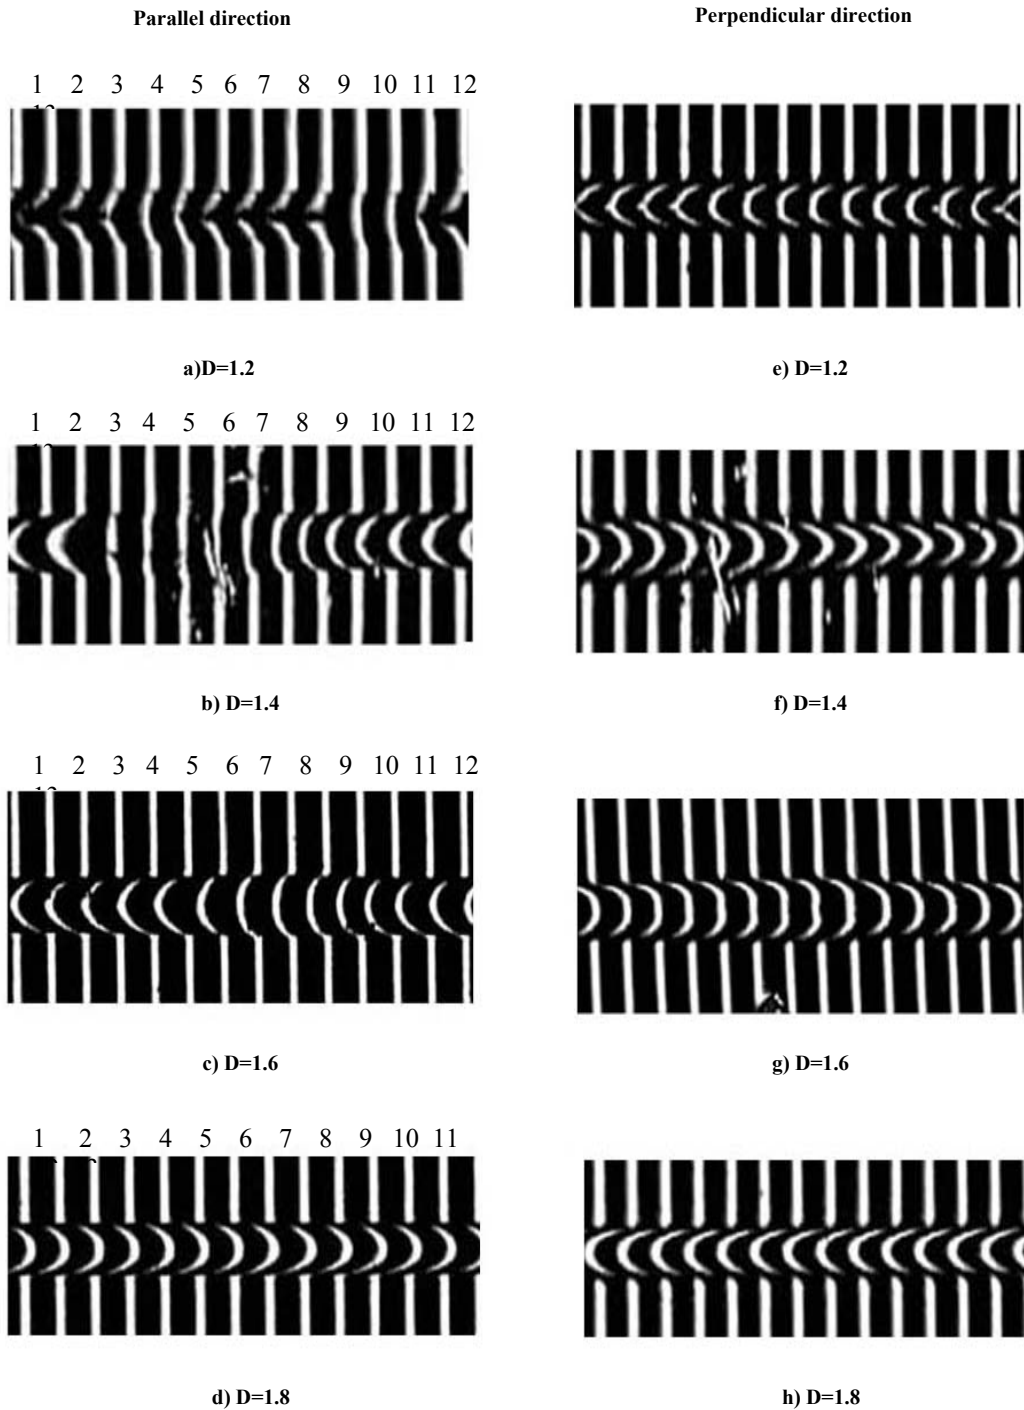 Parallel direction Perpendicular direction
1 2 3 4 5 6 7 8 9 10 11 12
a)D=1.2 e) D=1.2
1 2 3 4 5 6 7 8 9 10 11 12
b) D=1.4 f) D=1.4
1 2 3 4 5 6 7 8 9 10 11 12
c) D=1.6 g) D=1.6
1 2 3 4 5 6 7 8 9 10 11
d) D=1.8 h) D=1.8